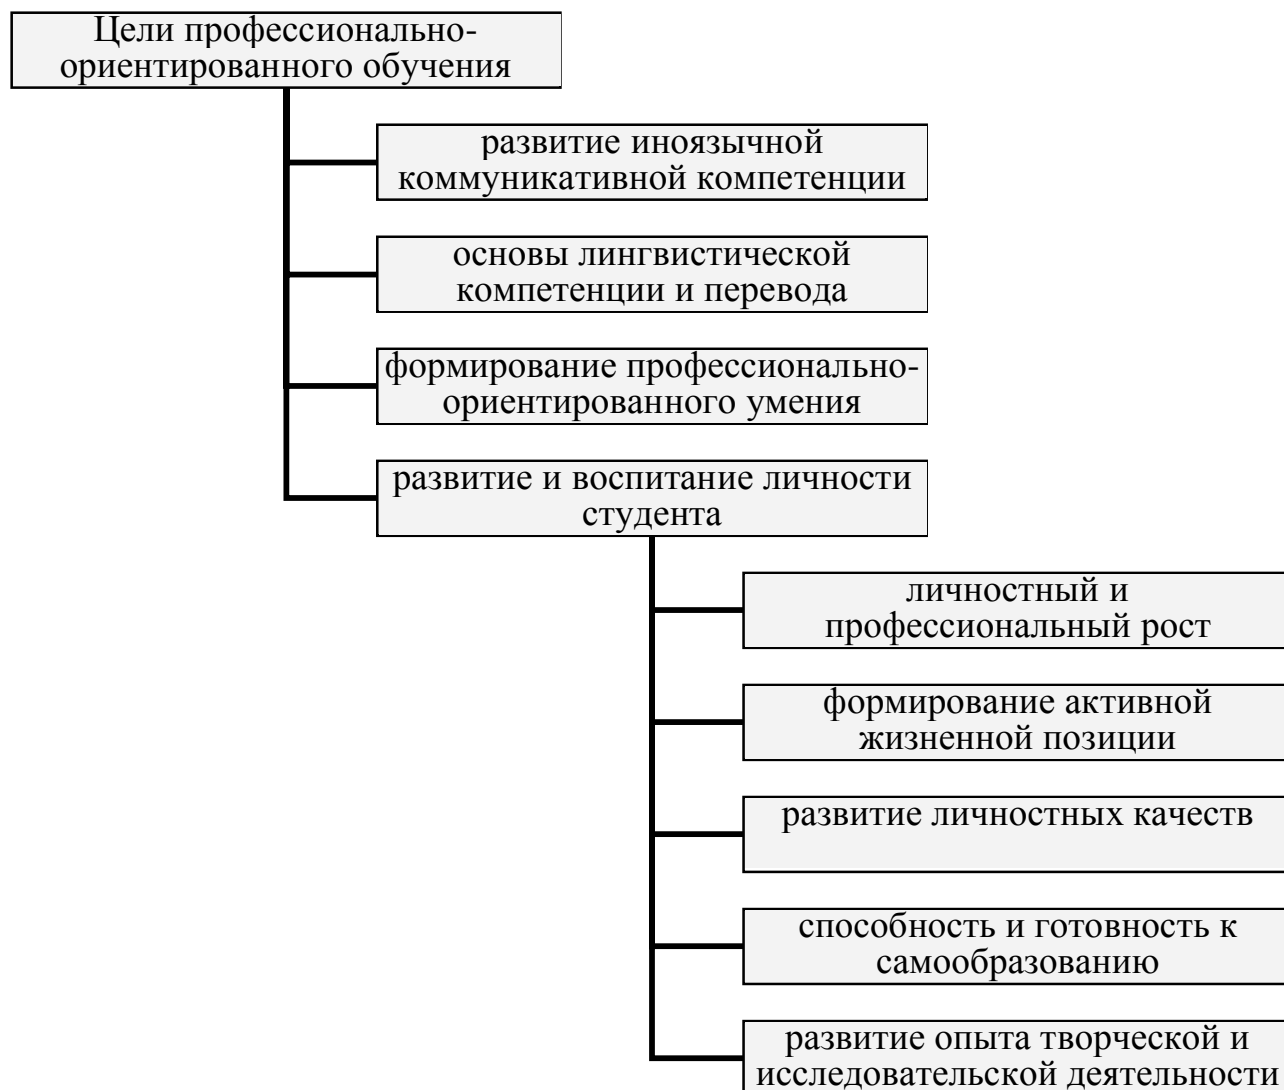 Цели профессионально-
ориентированного обучения
развитие иноязычной
коммуникативной компетенции
основы лингвистической
компетенции и перевода
формирование профессионально-
ориентированного умения
развитие и воспитание личности
студента
личностный и
профессиональный рост
формирование активной
жизненной позиции
развитие личностных качеств
способность и готовность к
самообразованию
развитие опыта творческой и
исследовательской деятельности